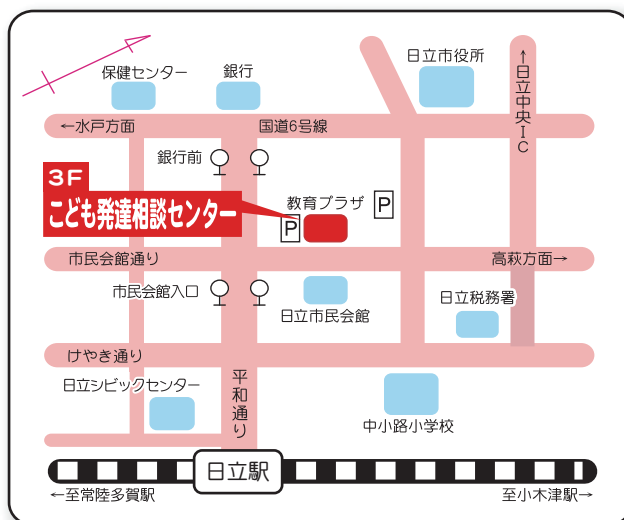 日立市役所
保健センター
銀行
↑日立中央IC
←水戸方面
国道6号線
銀行前
3F
こども発達相談センター
教育プラザ
P
P
市民会館通り
高萩方面→
市民会館入口
日立市民会館
日立税務署
けやき通り
日立シビックセンター
平和通り
中小路小学校
日立駅
←至常陸多賀駅
至小木津駅→